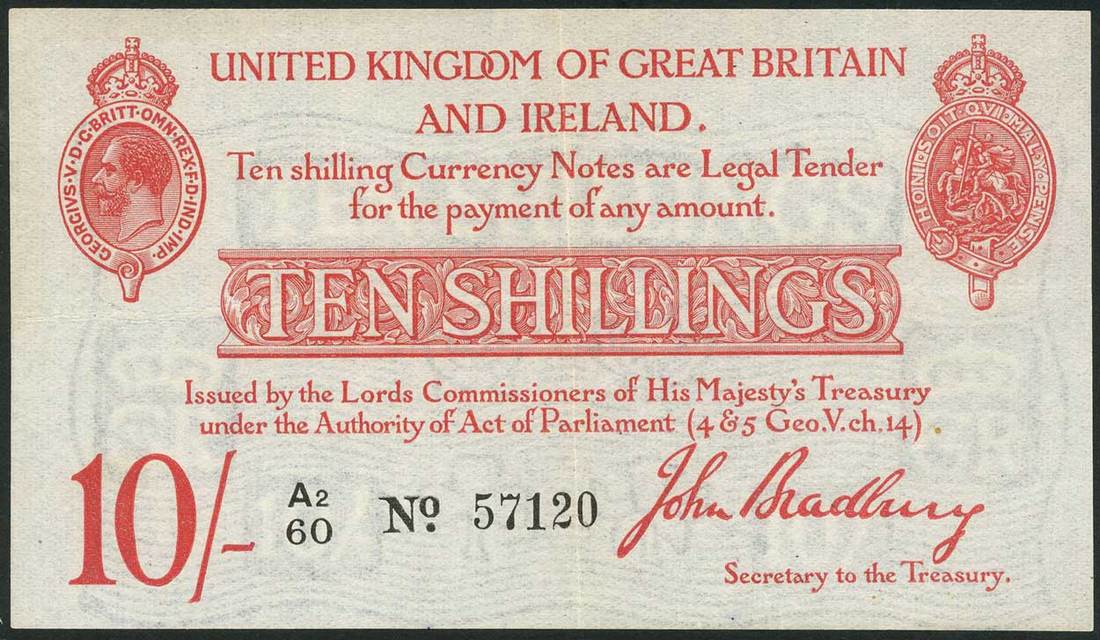 UNITED KINGDOM OF GREAT BRITAIN
AND IRELAND.
GEORGIVS·V·D·G·BRITT·OMN·REX·F·D·IND·IMP·
HONI·SOIT·QVI·MAL·Y·PENSE
Ten shilling Currency Notes are Legal Tender
for the payment of any amount.
TEN SHILLINGS
Issued by the Lords Commissioners of His Majesty's Treasury
under the Authority of Act of Parliament (4 & 5 Geo.V.ch.14)
10/-
A2
60
No. 57120
John Bradbury
Secretary to the Treasury.